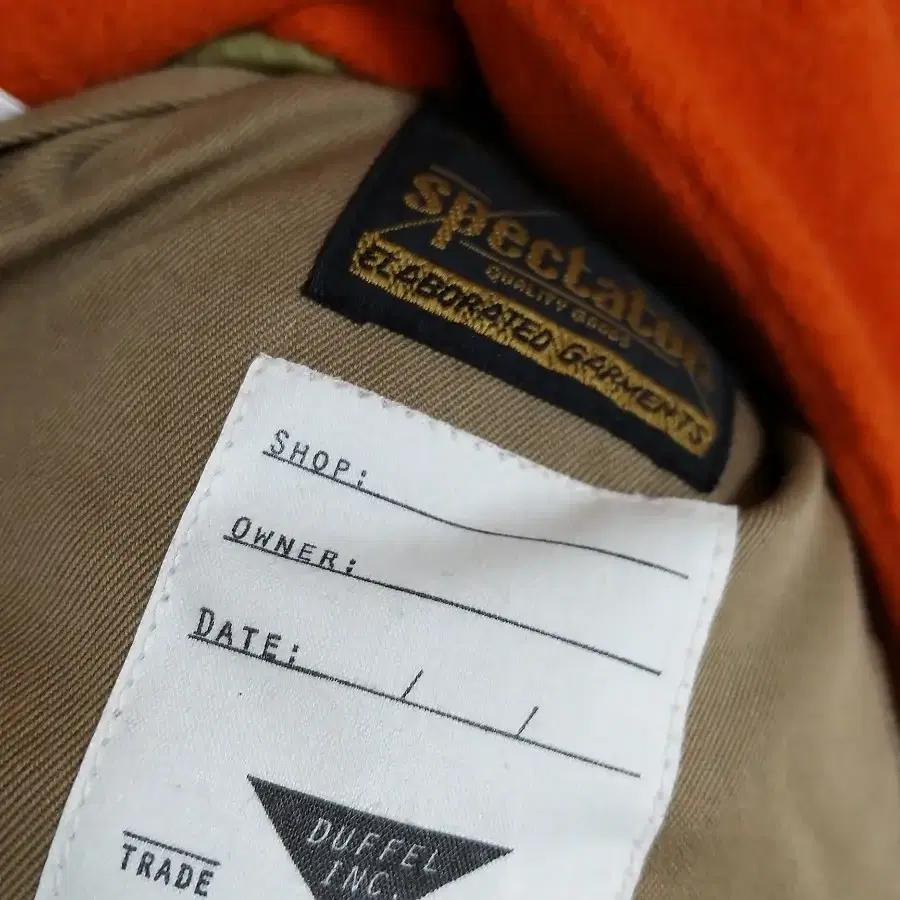 Spectator
QUALITY GOODS
ELABORATED GARMENTS
SHOP:
OWNER:
DATE: / /
DUFFEL
INC.
TRADE